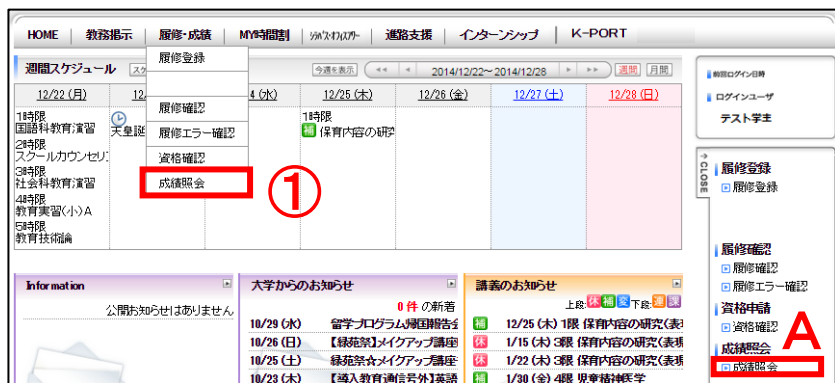 HOME 教務掲示 履修・成績 MY時間割 ｼﾗﾊﾞｽ･ｵﾌｨｽｱﾜｰ 進路支援 インターンシップ K-PORT
週間スケジュール 今週を表示 2014/12/22～2014/12/28 週間 月間
12/22 (月) 12/25 (木) 12/26 (金) 12/27 (土) 12/28 (日)
1時限
国語科教育演習
2時限
スクールカウンセリ
3時限
社会科教育演習
4時限
教育実習(小)A
5時限
教育技術論
天皇誕
1時限
補 保育内容の研究
履修登録
履修確認
履修エラー確認
資格確認
成績照会
①
前回ログイン日時
ログインユーザ
テスト学生
CLOSE
履修登録
履修登録
履修確認
履修確認
履修エラー確認
資格申請
資格確認
成績照会
成績照会
A
Information
公開お知らせはありません
大学からのお知らせ
0 件 の新着
10/29 (水) 留学プログラム帰国報告会
10/26 (日) 【緑苑祭】メイクアップ講座
10/25 (土) 緑苑祭☆メイクアップ講座
10/23 (木) 【導入教育通信号外】英語
講義のお知らせ
上段:休 補 変 下段:運 課
補 12/25 (木) 1限 保育内容の研究(表現
休 1/15 (木) 3限 保育内容の研究(表現
休 1/22 (木) 3限 保育内容の研究(表現
補 1/30 (金) 4限 児童精神医学